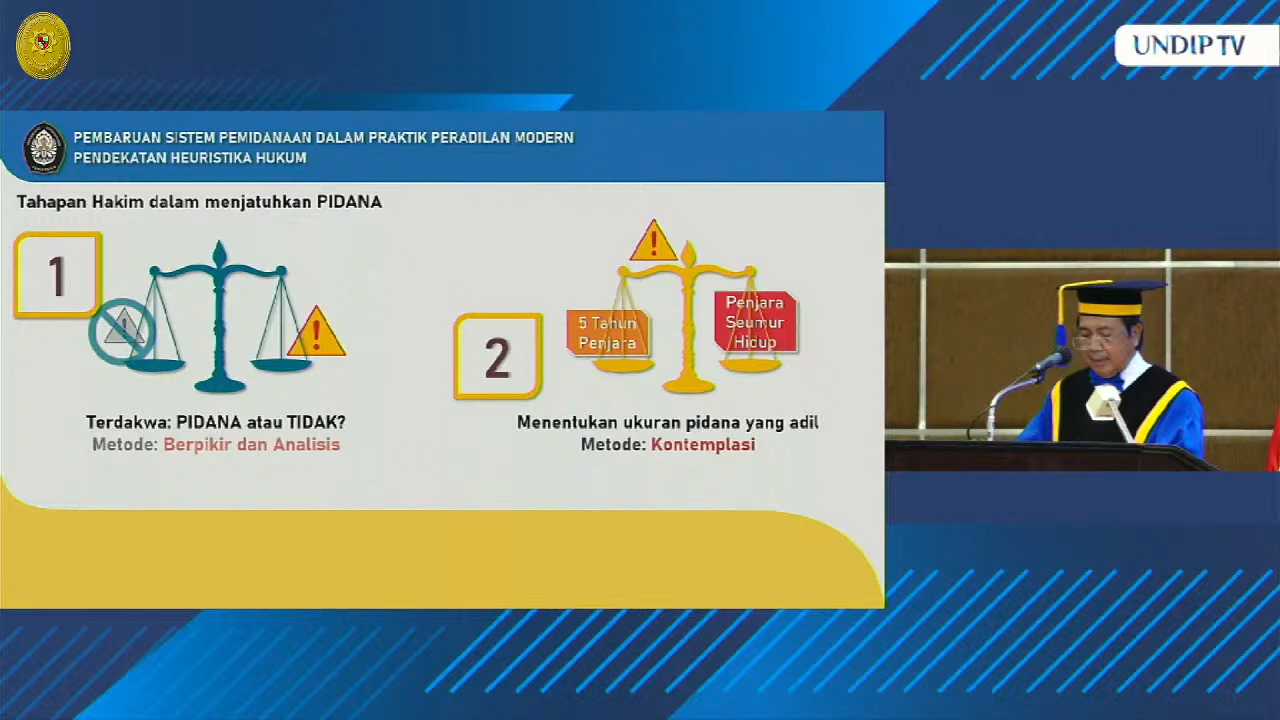 UNDIP TV
PEMBARUAN SISTEM PEMIDANAAN DALAM PRAKTIK PERADILAN MODERN
PENDEKATAN HEURISTIKA HUKUM
Tahapan Hakim dalam menjatuhkan PIDANA
1
Terdakwa: PIDANA atau TIDAK?
Metode: Berpikir dan Analisis
2
5 Tahun
Penjara
Penjara
Seumur
Hidup
Menentukan ukuran pidana yang adil
Metode: Kontemplasi